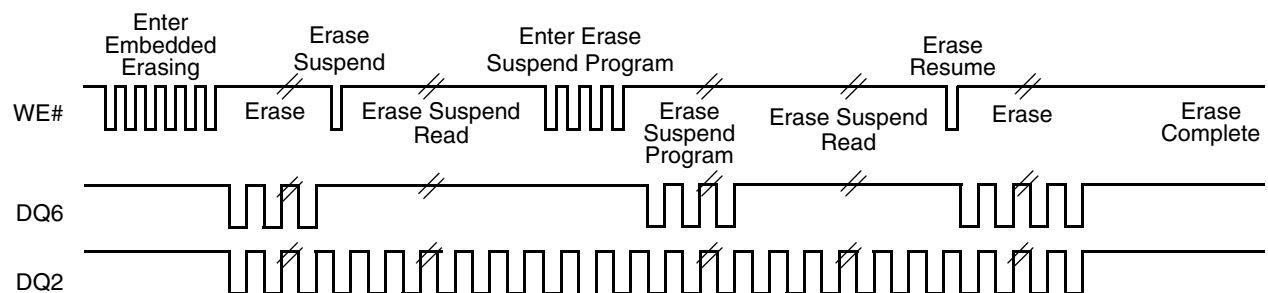 Enter
Embedded
Erasing
Erase
Suspend
Enter Erase
Suspend Program
Erase
Resume
WE#
Erase
Erase Suspend
Read
Erase
Suspend
Program
Erase Suspend
Read
Erase
Erase
Complete
DQ6
DQ2